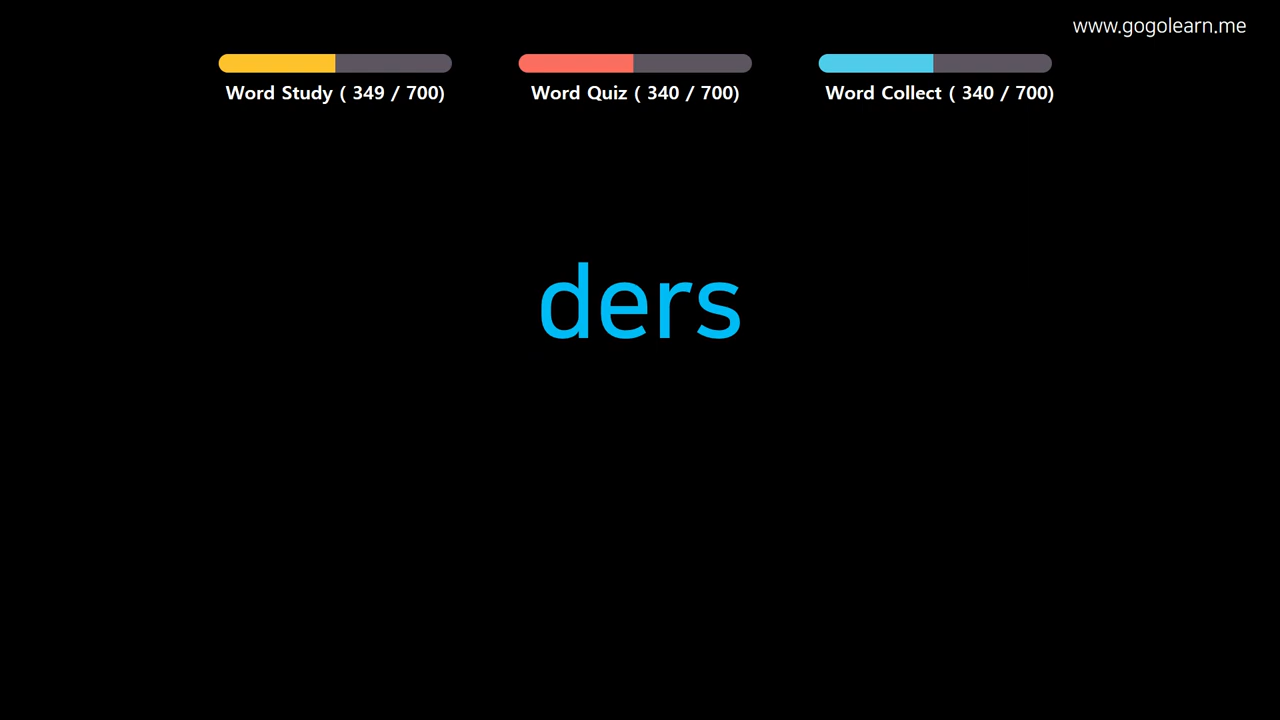 www.gogolearn.me
Word Study ( 349 / 700)
Word Quiz ( 340 / 700)
Word Collect ( 340 / 700)
ders